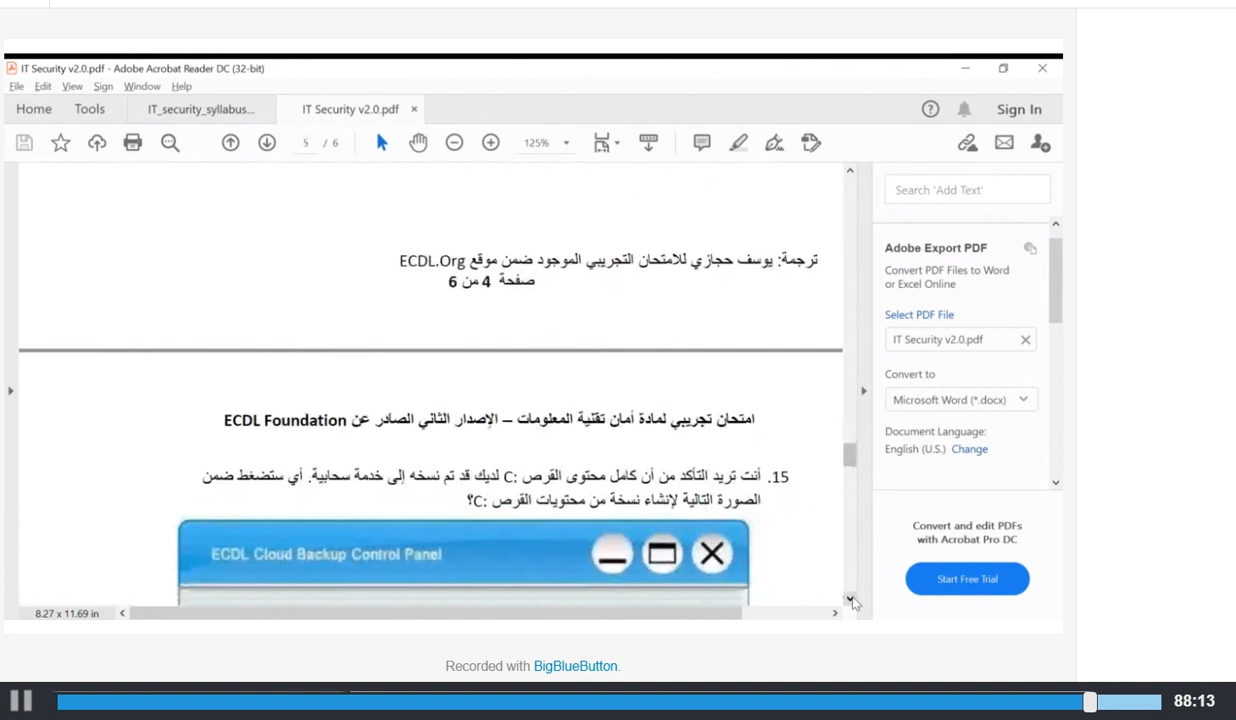 IT Security v2.0.pdf - Adobe Acrobat Reader DC (32-bit)
File Edit View Sign Window Help
Home Tools IT_security_syllabus... IT Security v2.0.pdf × Sign In
5 / 6 125%
Search 'Add Text'
ترجمة: يوسف حجازي للامتحان التجريبي الموجود ضمن موقع ECDL.Org
صفحة 4 من 6
Adobe Export PDF
Convert PDF Files to Word
or Excel Online
Select PDF File
IT Security v2.0.pdf
Convert to
Microsoft Word (*.docx)
Document Language:
English (U.S.) Change
امتحان تجريبي لمادة أمان تقنية المعلومات – الإصدار الثاني الصادر عن ECDL Foundation
15. أنت تريد التأكد من أن كامل محتوى القرص C: لديك قد تم نسخه إلى خدمة سحابية. أي ستضغط ضمن
الصورة التالية لإنشاء نسخة من محتويات القرص C:؟
ECDL Cloud Backup Control Panel
Convert and edit PDFs
with Acrobat Pro DC
Start Free Trial
8.27 x 11.69 in
Recorded with BigBlueButton.
88:13